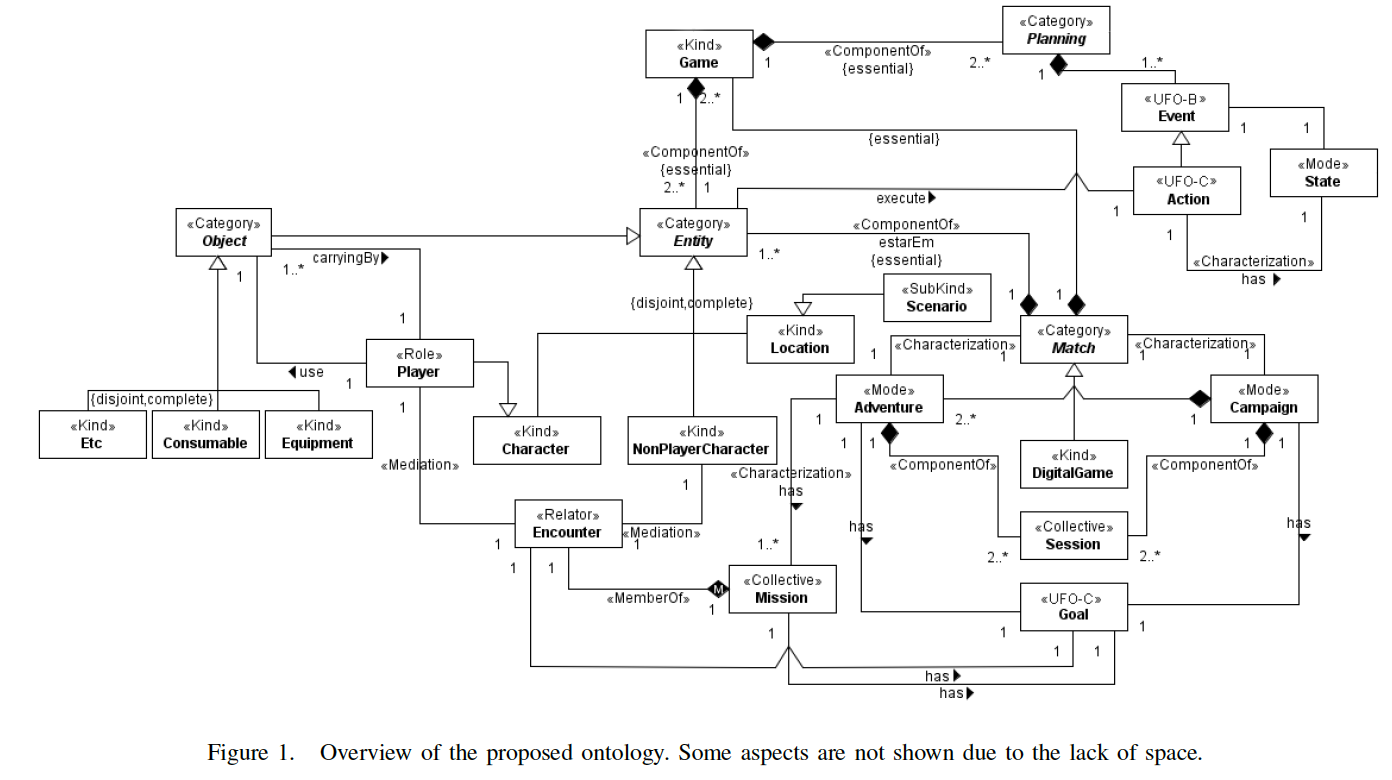 «Category»
Planning
«Kind»
Game
1
«ComponentOf»
{essential}
2..*
1
1..*
«UFO-B»
Event
1
1
«Mode»
State
1
1
2..*
{essential}
«ComponentOf»
{essential}
2..*
1
«UFO-C»
Action
1
1
«Characterization»
has
execute
«Category»
Object
«Category»
Entity
«ComponentOf»
estarEm
{essential}
1..*
1
1
carryingBy
1
1..*
1
{disjoint,complete}
«SubKind»
Scenario
«Kind»
Location
«Category»
Match
«Characterization»
1
1
«Characterization»
1
1
«Role»
Player
use
1
1
{disjoint,complete}
«Kind»
Etc
«Kind»
Consumable
«Kind»
Equipment
«Kind»
Character
«Kind»
NonPlayerCharacter
«Mode»
Adventure
2..*
1
«Mode»
Campaign
1
1
1
1
1
«Kind»
DigitalGame
«ComponentOf»
«ComponentOf»
«Mediation»
«Characterization»
has
1
«Relator»
Encounter
«Mediation»
1
1
1
1
has
has
«Collective»
Session
2..*
2..*
1..*
«Collective»
Mission
«MemberOf»
1
1
«UFO-C»
Goal
1
1
1
1
has
has
Figure 1. Overview of the proposed ontology. Some aspects are not shown due to the lack of space.